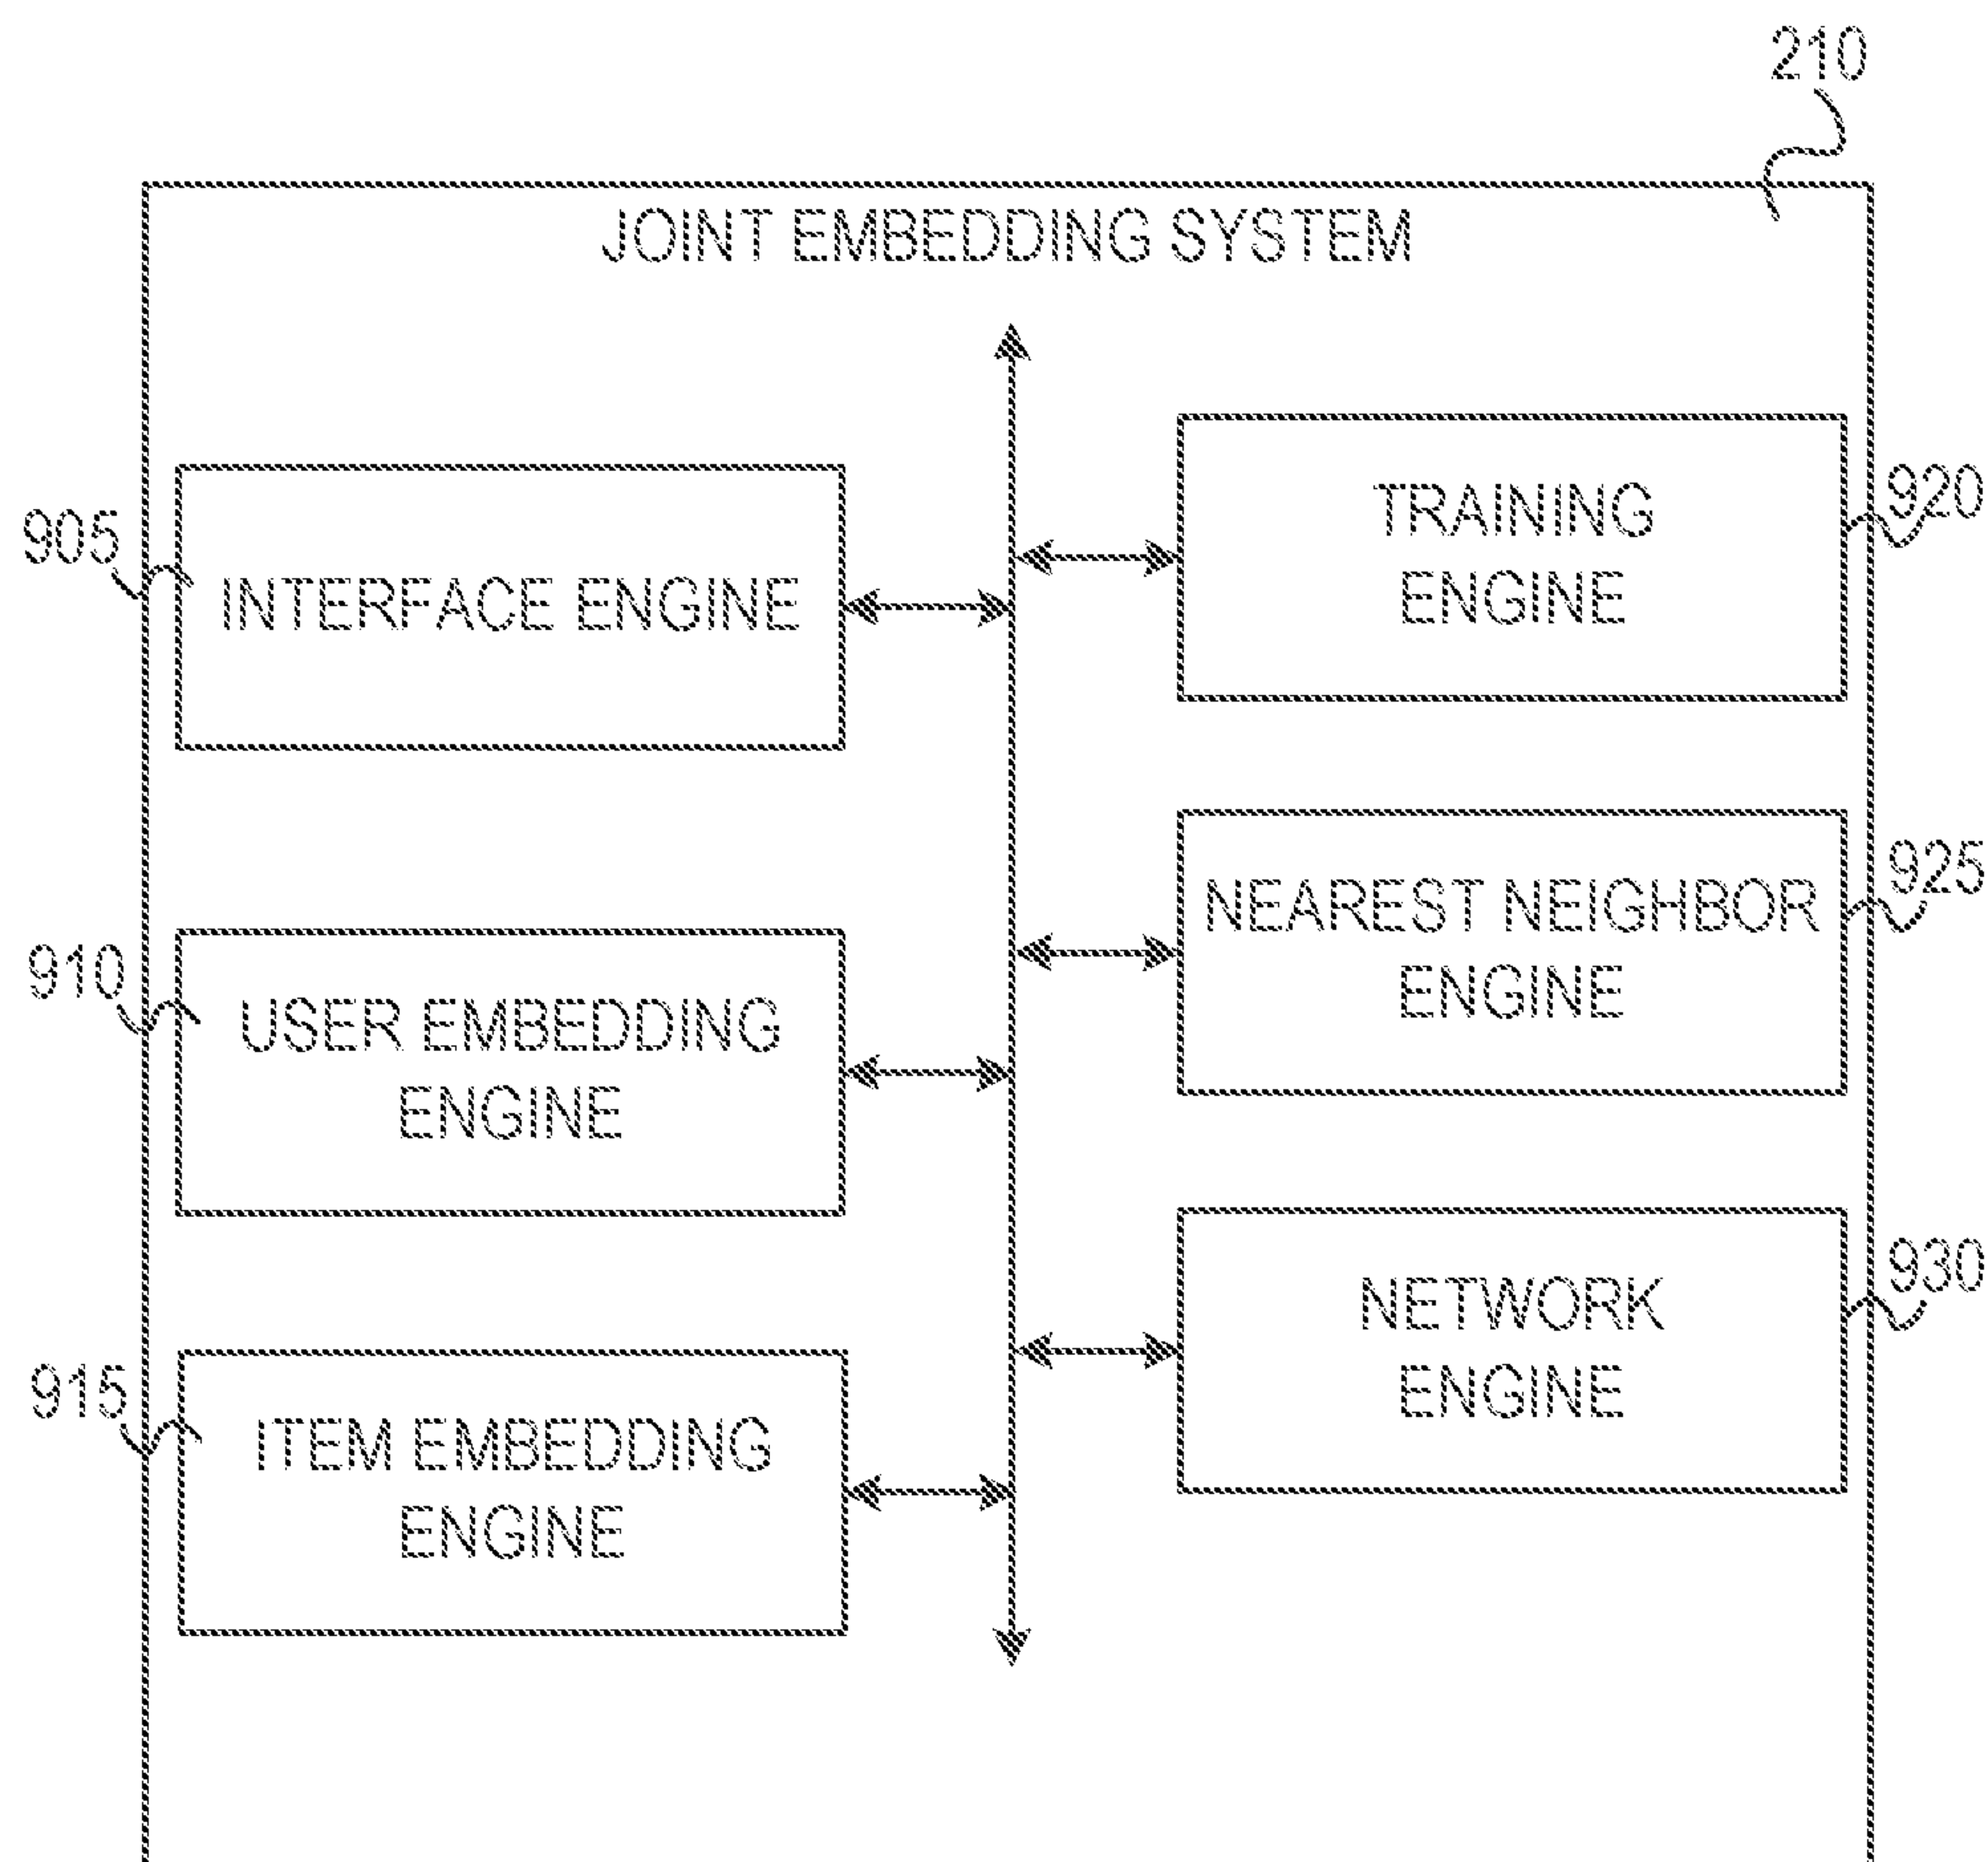 210
JOINT EMBEDDING SYSTEM
905
INTERFACE ENGINE
910
USER EMBEDDING
ENGINE
915
ITEM EMBEDDING
ENGINE
TRAINING
ENGINE
920
NEAREST NEIGHBOR
ENGINE
925
NETWORK
ENGINE
930